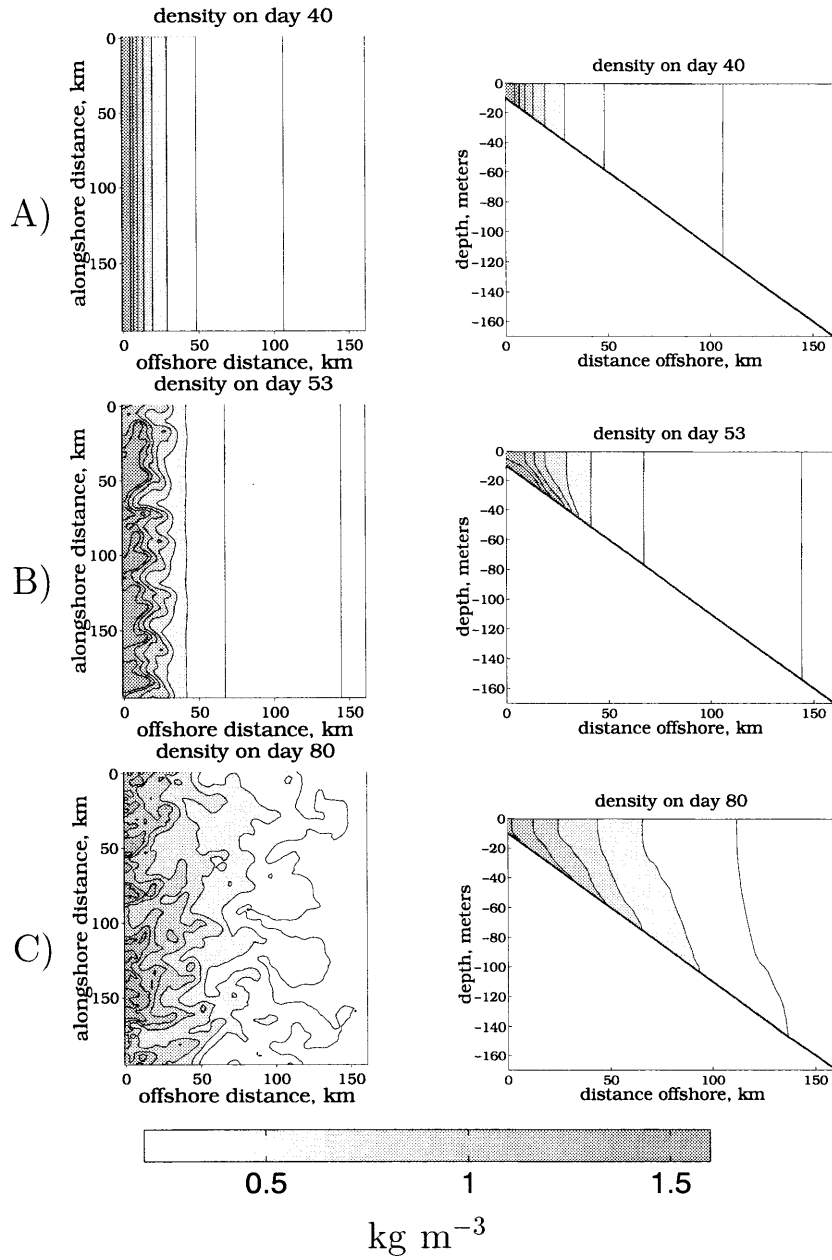 density on day 40
0
50
100
150
alongshore distance, km
0 50 100 150
offshore distance, km
A)
density on day 40
0
-20
-40
-60
-80
-100
-120
-140
-160
depth, meters
0 50 100 150
distance offshore, km
density on day 53
0
50
100
150
alongshore distance, km
0 50 100 150
offshore distance, km
B)
density on day 53
0
-20
-40
-60
-80
-100
-120
-140
-160
depth, meters
0 50 100 150
distance offshore, km
density on day 80
0
50
100
150
alongshore distance, km
0 50 100 150
offshore distance, km
C)
density on day 80
0
-20
-40
-60
-80
-100
-120
-140
-160
depth, meters
0 50 100 150
distance offshore, km
0.5 1 1.5
kg m⁻³